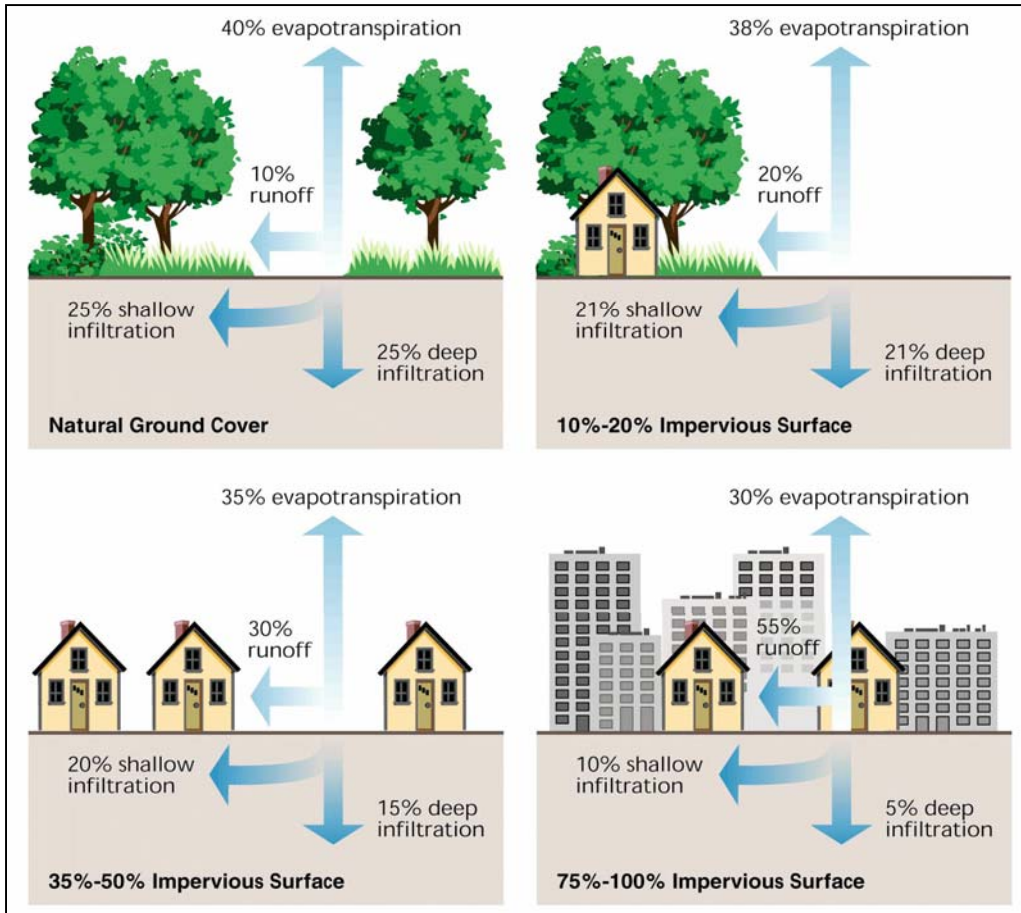 40% evapotranspiration
10%
runoff
25% shallow
infiltration
25% deep
infiltration
Natural Ground Cover
38% evapotranspiration
20%
runoff
21% shallow
infiltration
21% deep
infiltration
10%-20% Impervious Surface
35% evapotranspiration
30%
runoff
20% shallow
infiltration
15% deep
infiltration
35%-50% Impervious Surface
30% evapotranspiration
55%
runoff
10% shallow
infiltration
5% deep
infiltration
75%-100% Impervious Surface